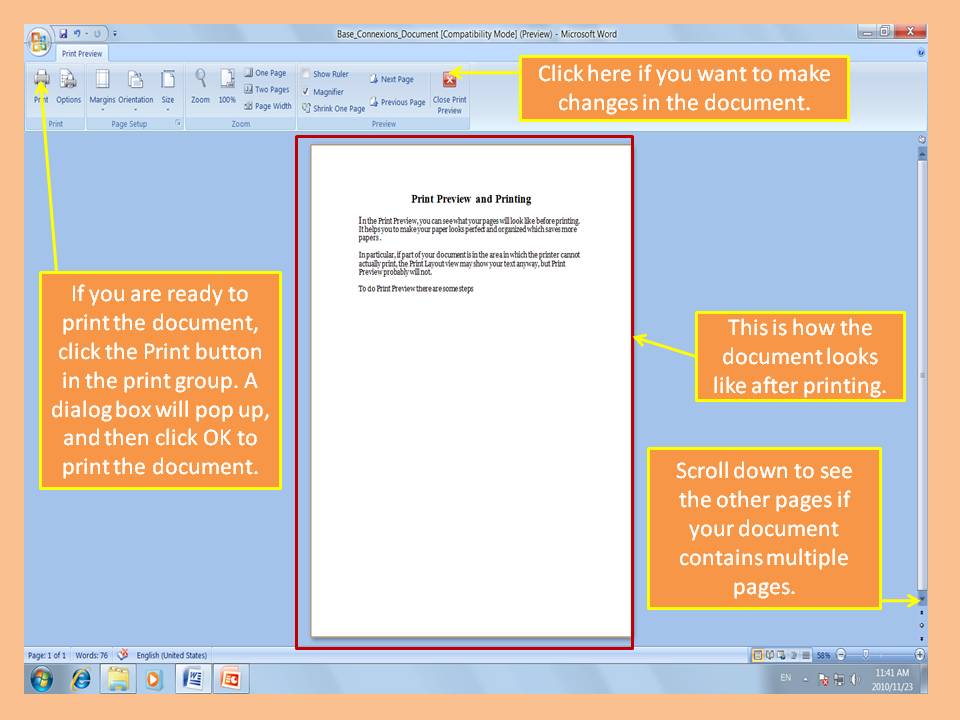 Base_Connexions_Document [Compatibility Mode] (Preview) - Microsoft Word
Print Preview
Print
Options
Margins
Orientation
Size
Zoom
100%
One Page
Two Pages
Page Width
Show Ruler
Magnifier
Shrink One Page
Next Page
Previous Page
Close Print
Preview
Print
Page Setup
Zoom
Preview
Click here if you want to make
changes in the document.
Print Preview and Printing
In the Print Preview, you can see what your pages will look like before printing.
It helps you to make your paper looks perfect and organized which saves more
papers.
In particular, if part of your document is in the area in which the printer cannot
actually print, the Print Layout view may show your text anyway, but Print
Preview probably will not.
To do Print Preview there are some steps
If you are ready to
print the document,
click the Print button
in the print group. A
dialog box will pop up,
and then click OK to
print the document.
This is how the
document looks
like after printing.
Scroll down to see
the other pages if
your document
contains multiple
pages.
Page: 1 of 1
Words: 76
English (United States)
58%
EN
11:41 AM
2010/11/23